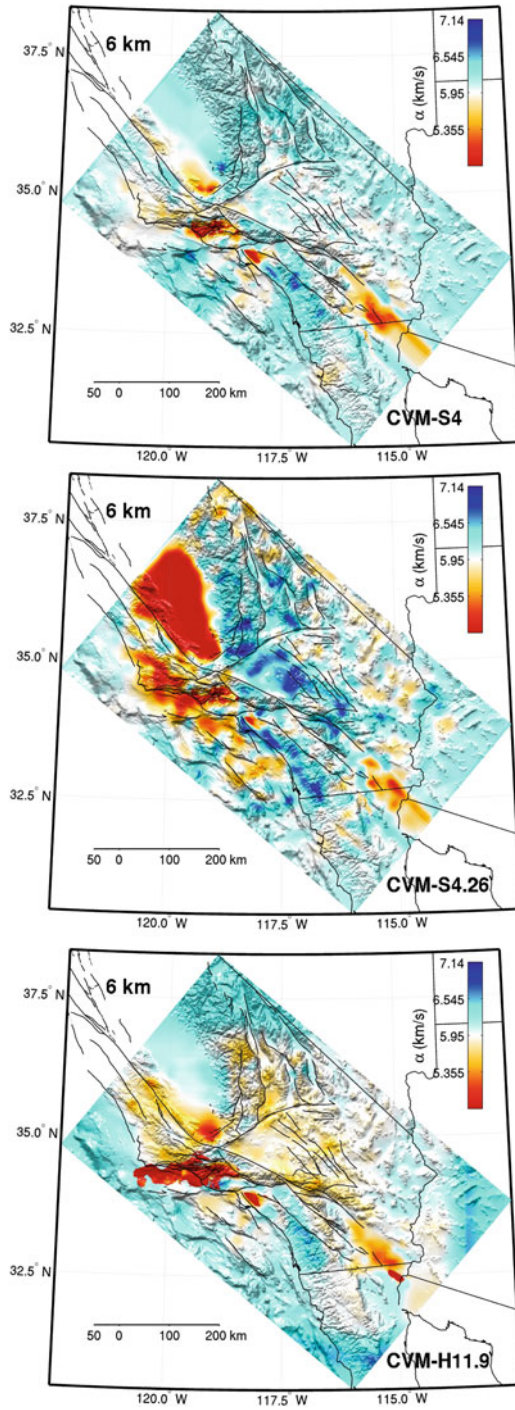 6 km
37.5° N
35.0° N
32.5° N
7.14
6.545
5.95
5.355
α (km/s)
50 0 100 200 km
CVM-S4
120.0° W 117.5° W 115.0° W
6 km
37.5° N
35.0° N
32.5° N
7.14
6.545
5.95
5.355
α (km/s)
50 0 100 200 km
CVM-S4.26
120.0° W 117.5° W 115.0° W
6 km
37.5° N
35.0° N
32.5° N
7.14
6.545
5.95
5.355
α (km/s)
50 0 100 200 km
CVM-H11.9
120.0° W 117.5° W 115.0° W